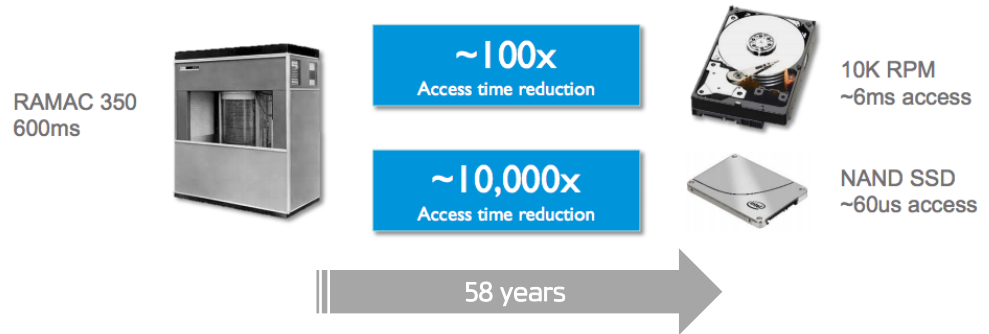 RAMAC 350
600ms
~100x
Access time reduction
10K RPM
~6ms access
~10,000x
Access time reduction
NAND SSD
~60us access
intel
58 years